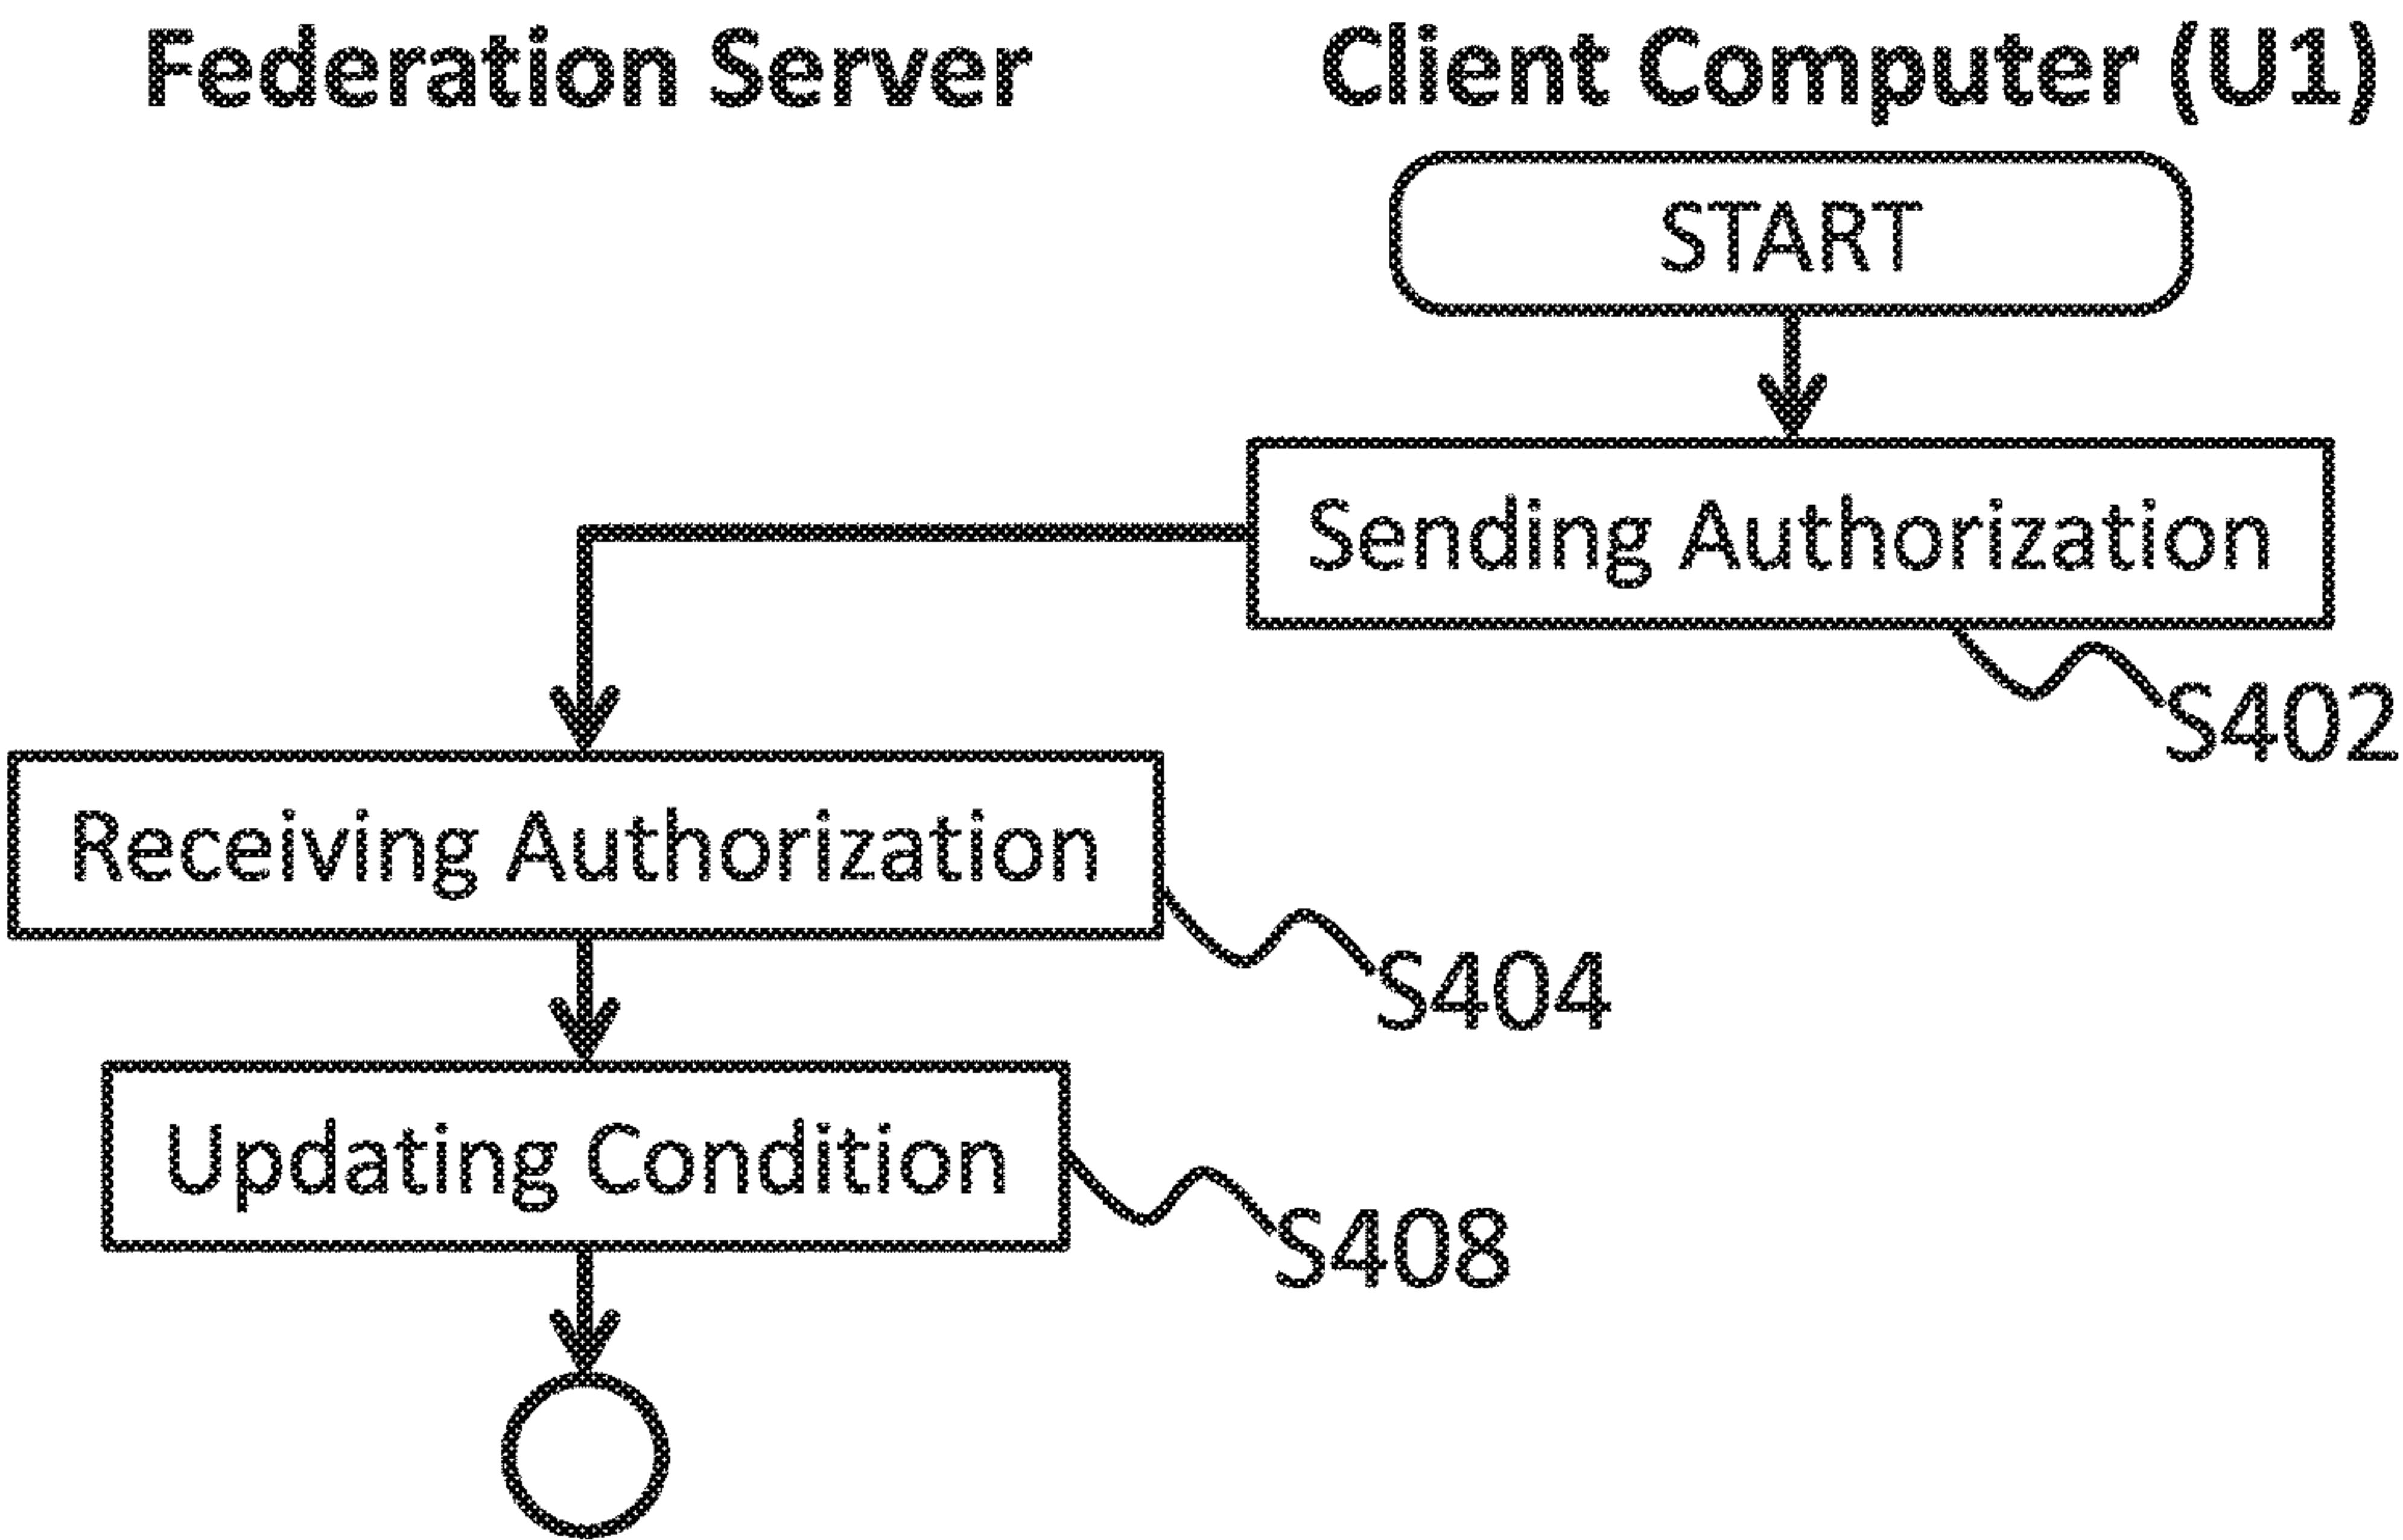 Federation Server
Client Computer (U1)
START
Sending Authorization
S402
Receiving Authorization
S404
Updating Condition
S408